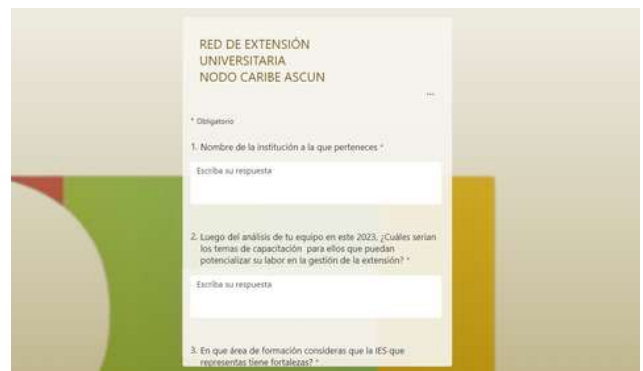 RED DE EXTENSIÓN
UNIVERSITARIA
NODO CARIBE ASCUN
...
* Obligatorio
1. Nombre de la institución a la que perteneces *
Escriba su respuesta
2. Luego del análisis de tu equipo en este 2023, ¿Cuáles serian
los temas de capacitación para ellos que puedan
potencializar su labor en la gestión de la extensión? *
Escriba su respuesta
3. En que área de formación consideras que la IES que
representas tiene fortalezas? *